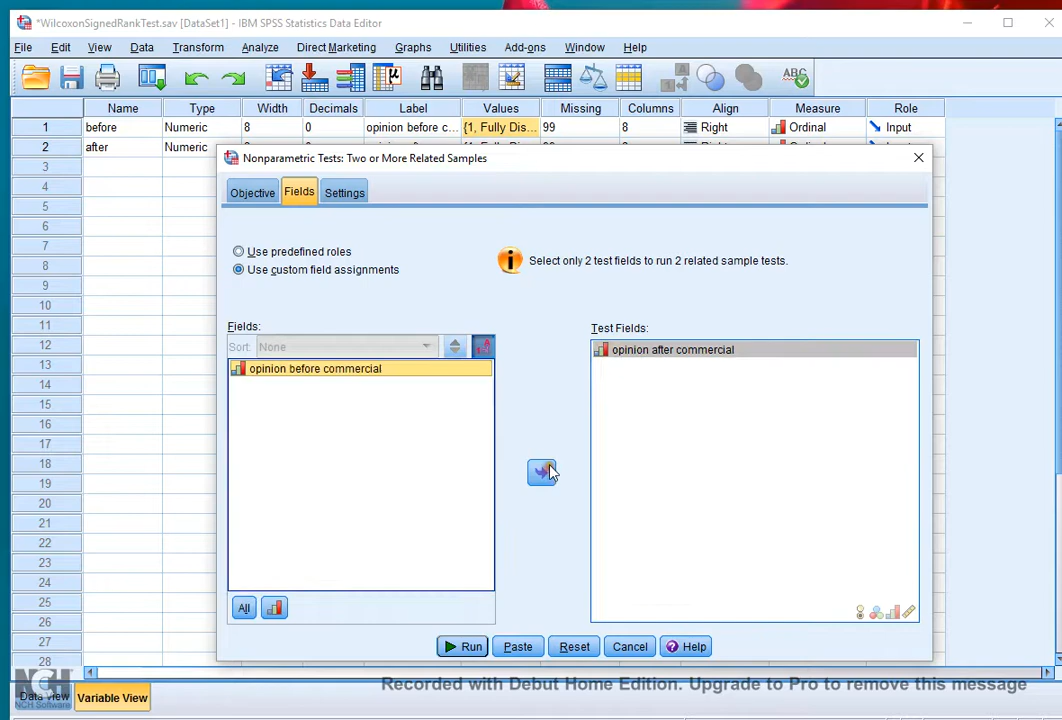 *WilcoxonSignedRankTest.sav [DataSet1] - IBM SPSS Statistics Data Editor
File Edit View Data Transform Analyze Direct Marketing Graphs Utilities Add-ons Window Help
Name Type Width Decimals Label Values Missing Columns Align Measure Role
1 before Numeric 8 0 opinion before c... {1, Fully Dis... 99 8 Right Ordinal Input
2 after Numeric
3
Nonparametric Tests: Two or More Related Samples
4
Objective Fields Settings
5
6
7
Use predefined roles
8
Use custom field assignments
Select only 2 test fields to run 2 related sample tests.
9
10
11
Fields:
Test Fields:
12
Sort: None
opinion after commercial
13
opinion before commercial
14
15
16
17
18
19
20
21
22
23
24
25
All
26
27
Run Paste Reset Cancel Help
28
NCH
NCH Software
Data View Variable View
Recorded with Debut Home Edition. Upgrade to Pro to remove this message